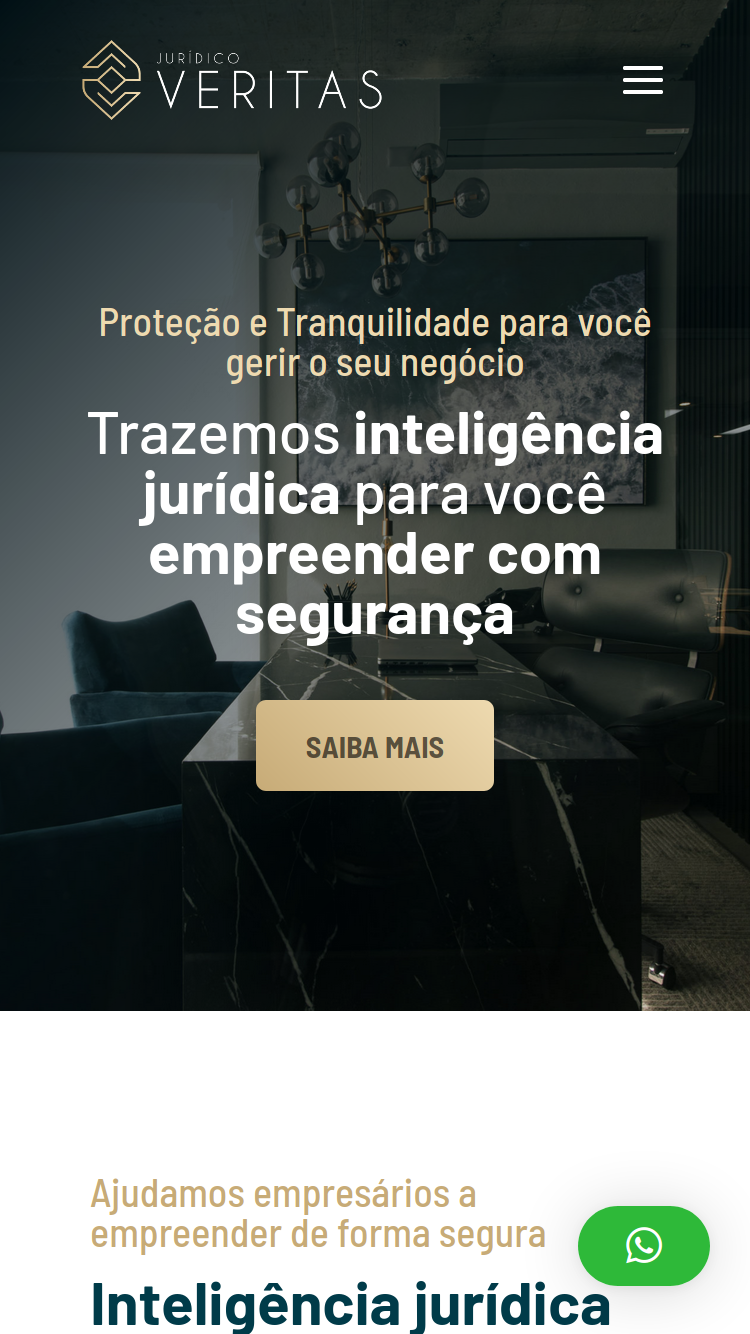 JURÍDICO
VERITAS
Proteção e Tranquilidade para você
gerir o seu negócio
Trazemos inteligência
jurídica para você
empreender com
segurança
SAIBA MAIS
Ajudamos empresários a
empreender de forma segura
Inteligência jurídica